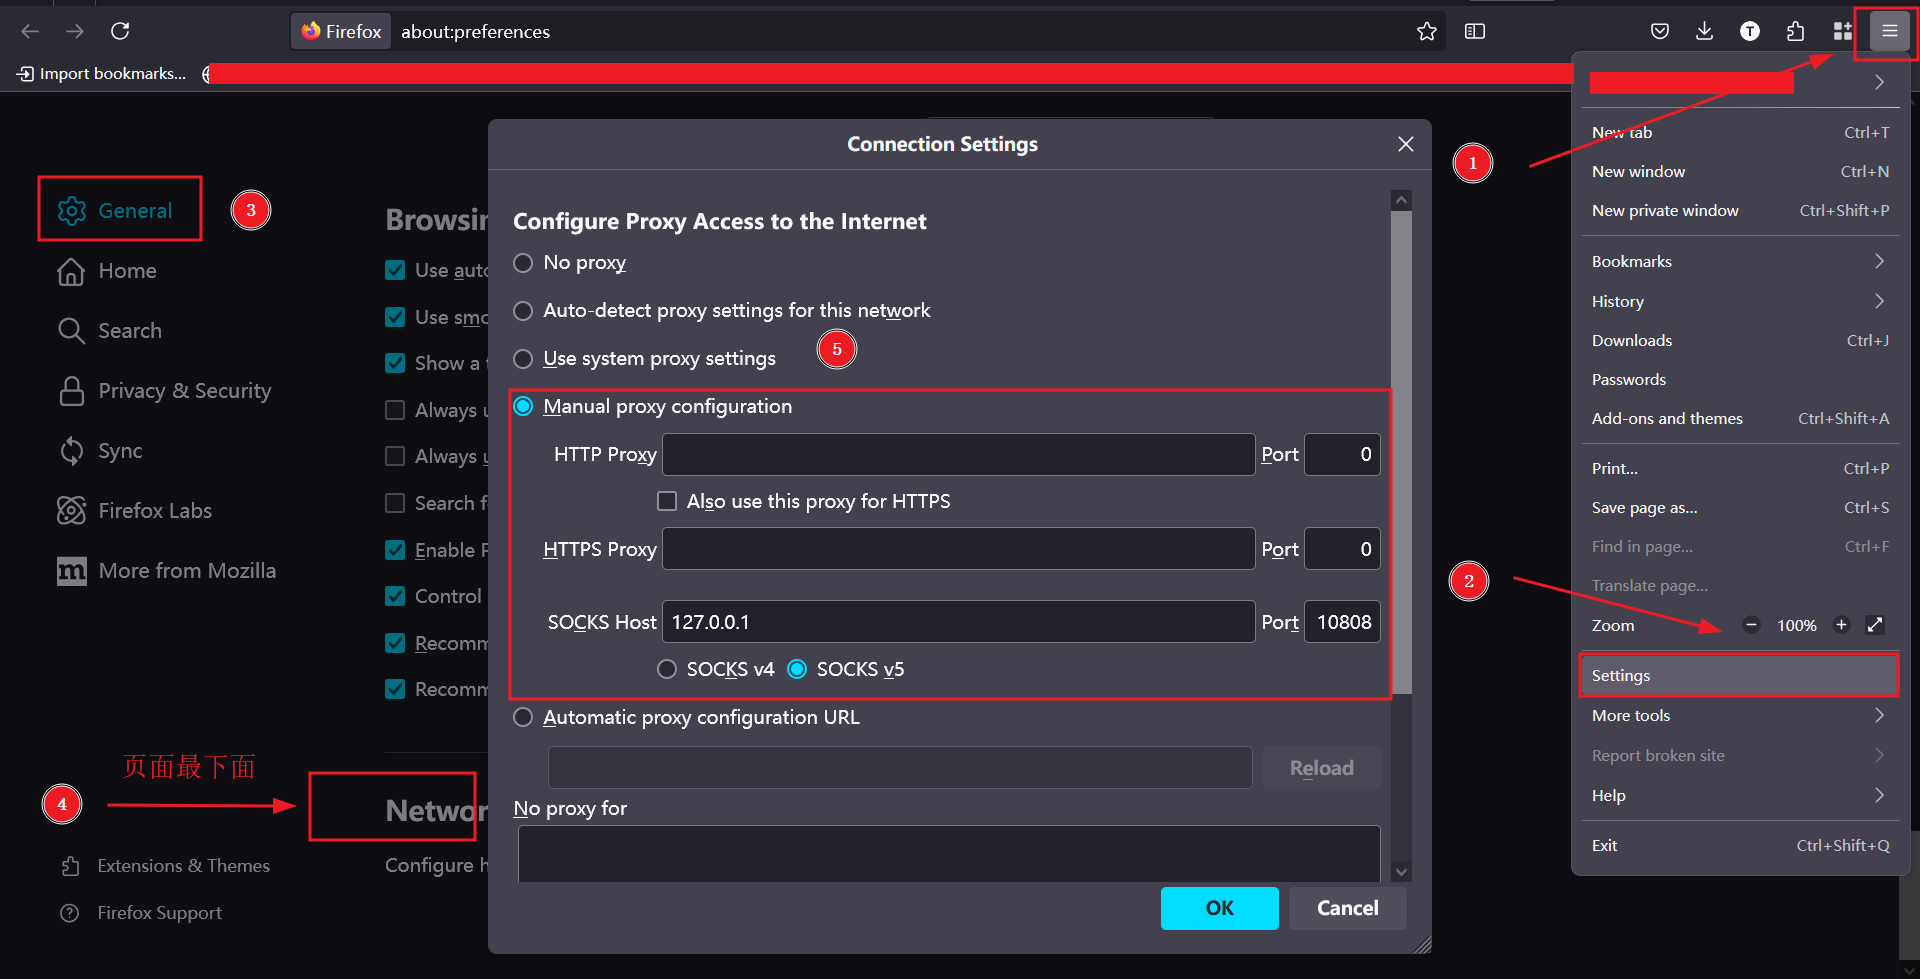 Firefox
about:preferences
Import bookmarks...
General
Home
Search
Privacy & Security
Sync
Firefox Labs
More from Mozilla
Extensions & Themes
Firefox Support
3
4
页面最下面
Browsin
Use auto
Use smo
Show a t
Always u
Always u
Search f
Enable P
Control
Recomm
Recomm
Networ
Configure h
Connection Settings
Configure Proxy Access to the Internet
No proxy
Auto-detect proxy settings for this network
Use system proxy settings
5
Manual proxy configuration
HTTP Proxy Port 0
Also use this proxy for HTTPS
HTTPS Proxy Port 0
SOCKS Host 127.0.0.1 Port 10808
SOCKS v4 SOCKS v5
Automatic proxy configuration URL
Reload
No proxy for
OK Cancel
1
2
T
New tab Ctrl+T
New window Ctrl+N
New private window Ctrl+Shift+P
Bookmarks
History
Downloads Ctrl+J
Passwords
Add-ons and themes Ctrl+Shift+A
Print... Ctrl+P
Save page as... Ctrl+S
Find in page... Ctrl+F
Translate page...
Zoom 100%
Settings
More tools
Report broken site
Help
Exit Ctrl+Shift+Q